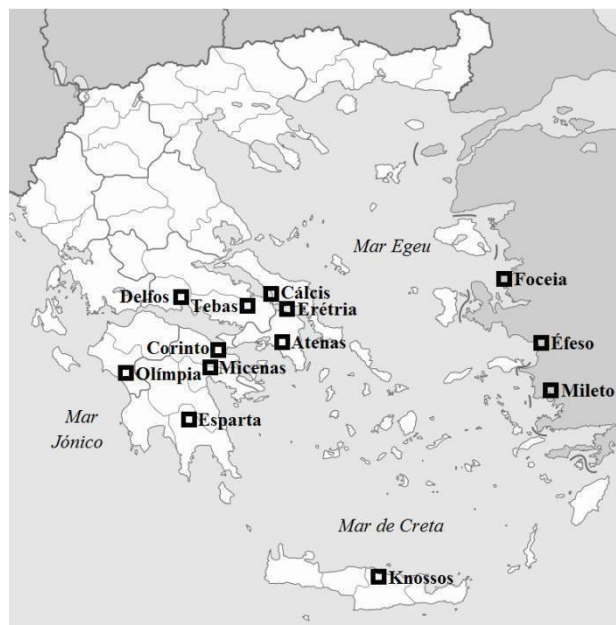 Mar Egeu
Foceia
Cálcis
Delfos
Tebas
Erétria
Atenas
Éfeso
Corinto
Micenas
Olímpia
Mileto
Mar
Jónico
Esparta
Mar de Creta
Knossos